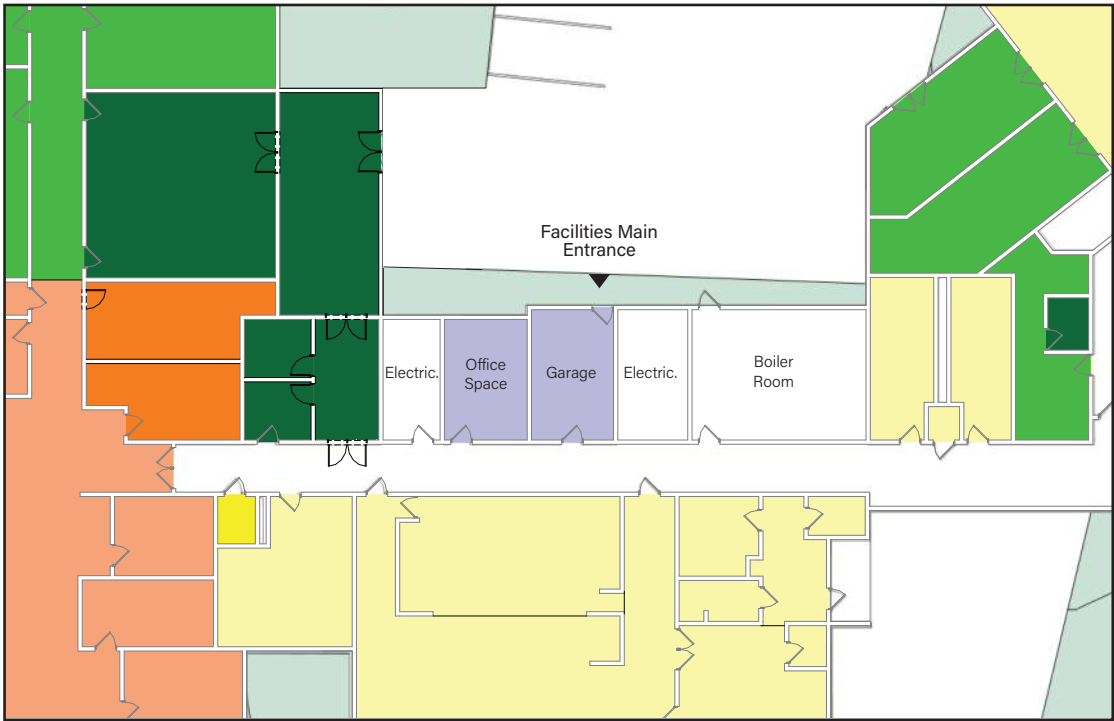 Facilities Main
Entrance
Electric.
Office
Space
Garage
Electric.
Boiler
Room